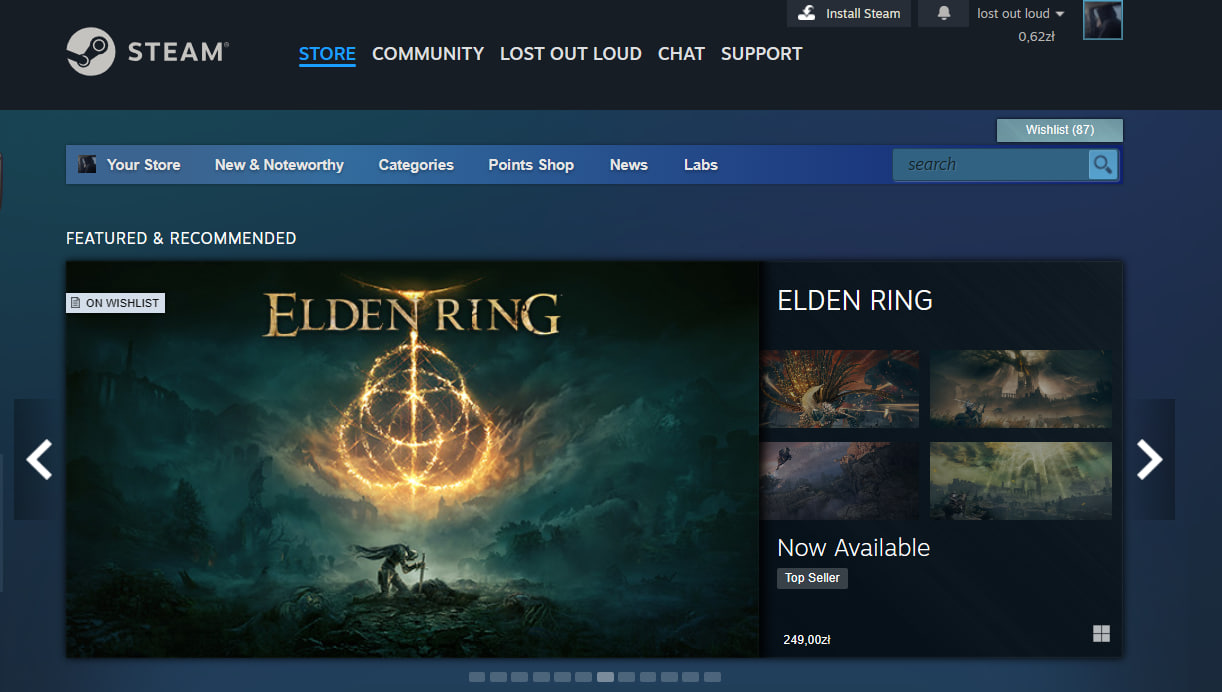 Install Steam
lost out loud
0,62zł
STEAM®
STORE COMMUNITY LOST OUT LOUD CHAT SUPPORT
Wishlist (87)
Your Store New & Noteworthy Categories Points Shop News Labs search
FEATURED & RECOMMENDED
ON WISHLIST
ELDEN RING
ELDEN RING
Now Available
Top Seller
249,00zł